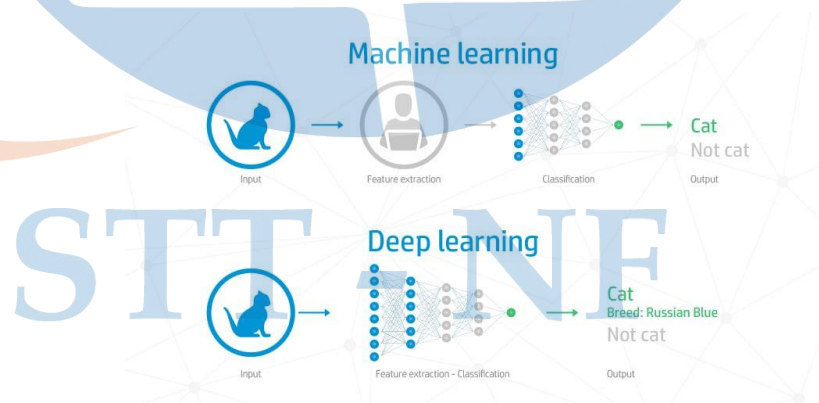 Machine learning
Cat
Not cat
Input
Feature extraction
Classification
Output
STT - NF
Deep learning
Cat
Breed: Russian Blue
Not cat
Input
Feature extraction - Classification
Output